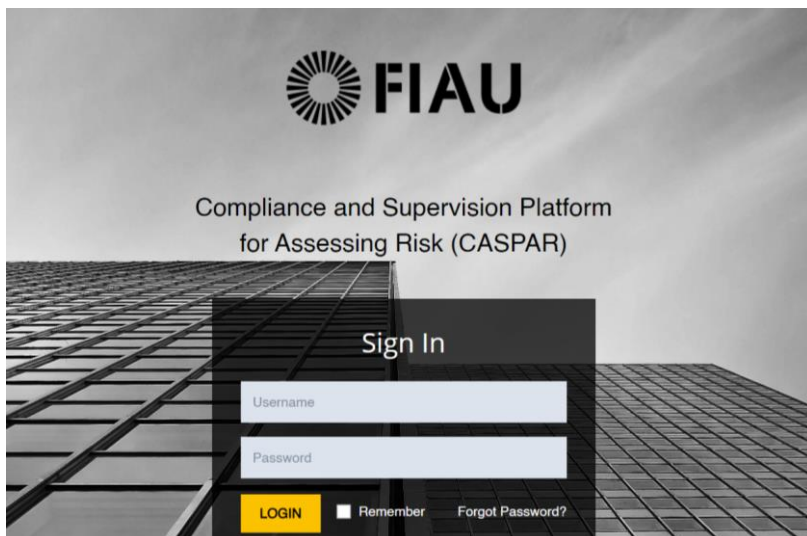 FIAU
Compliance and Supervision Platform
for Assessing Risk (CASPAR)
Sign In
Username
Password
LOGIN Remember Forgot Password?